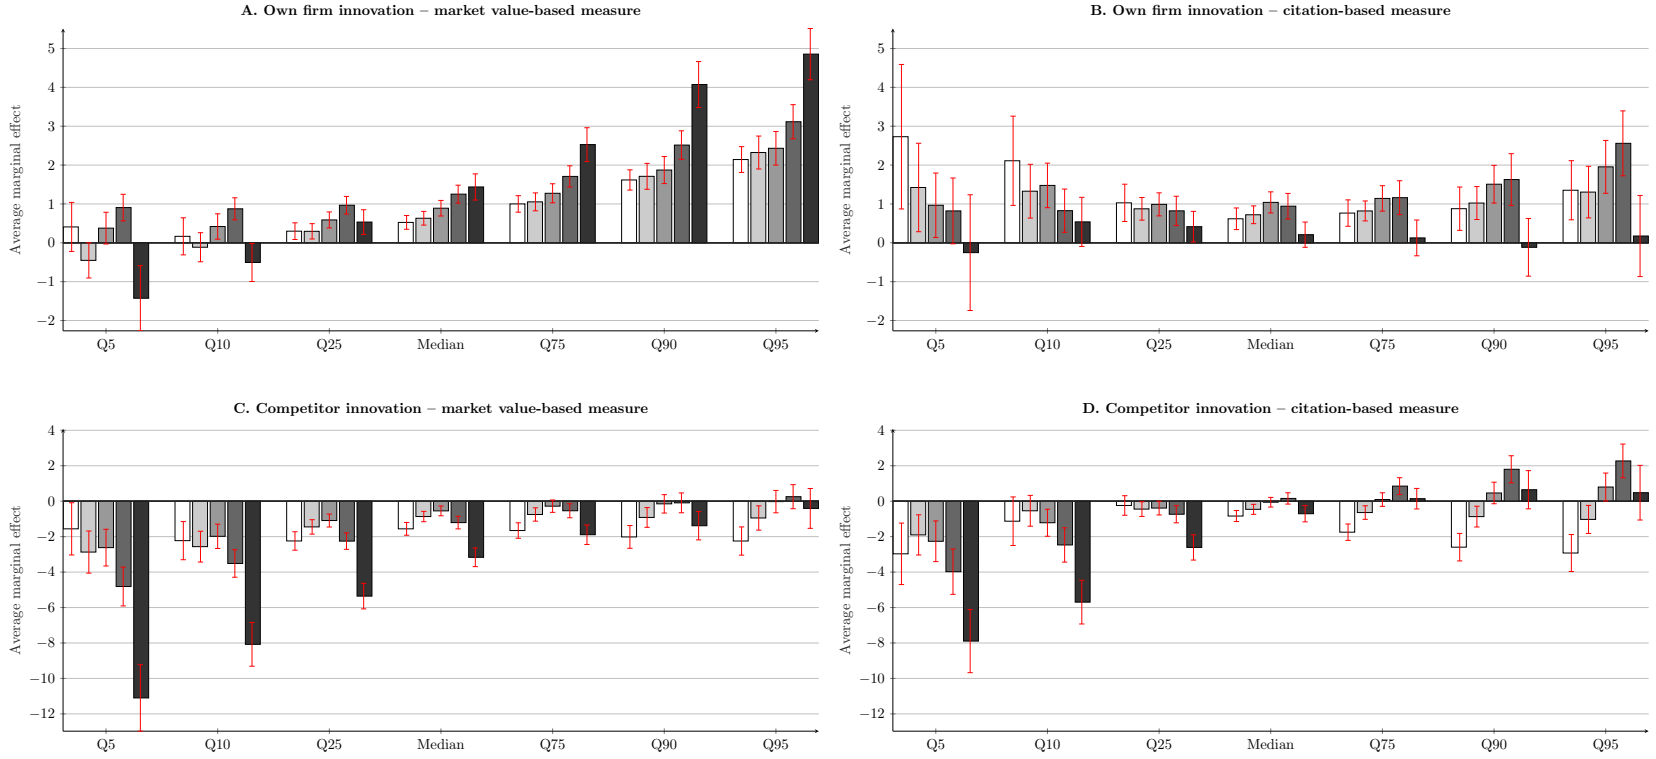 A. Own firm innovation – market value-based measure
Average marginal effect
5
4
3
2
1
0
−1
−2
Q5 Q10 Q25 Median Q75 Q90 Q95
B. Own firm innovation – citation-based measure
Average marginal effect
5
4
3
2
1
0
−1
−2
Q5 Q10 Q25 Median Q75 Q90 Q95
C. Competitor innovation – market value-based measure
Average marginal effect
4
2
0
−2
−4
−6
−8
−10
−12
Q5 Q10 Q25 Median Q75 Q90 Q95
D. Competitor innovation – citation-based measure
Average marginal effect
4
2
0
−2
−4
−6
−8
−10
−12
Q5 Q10 Q25 Median Q75 Q90 Q95